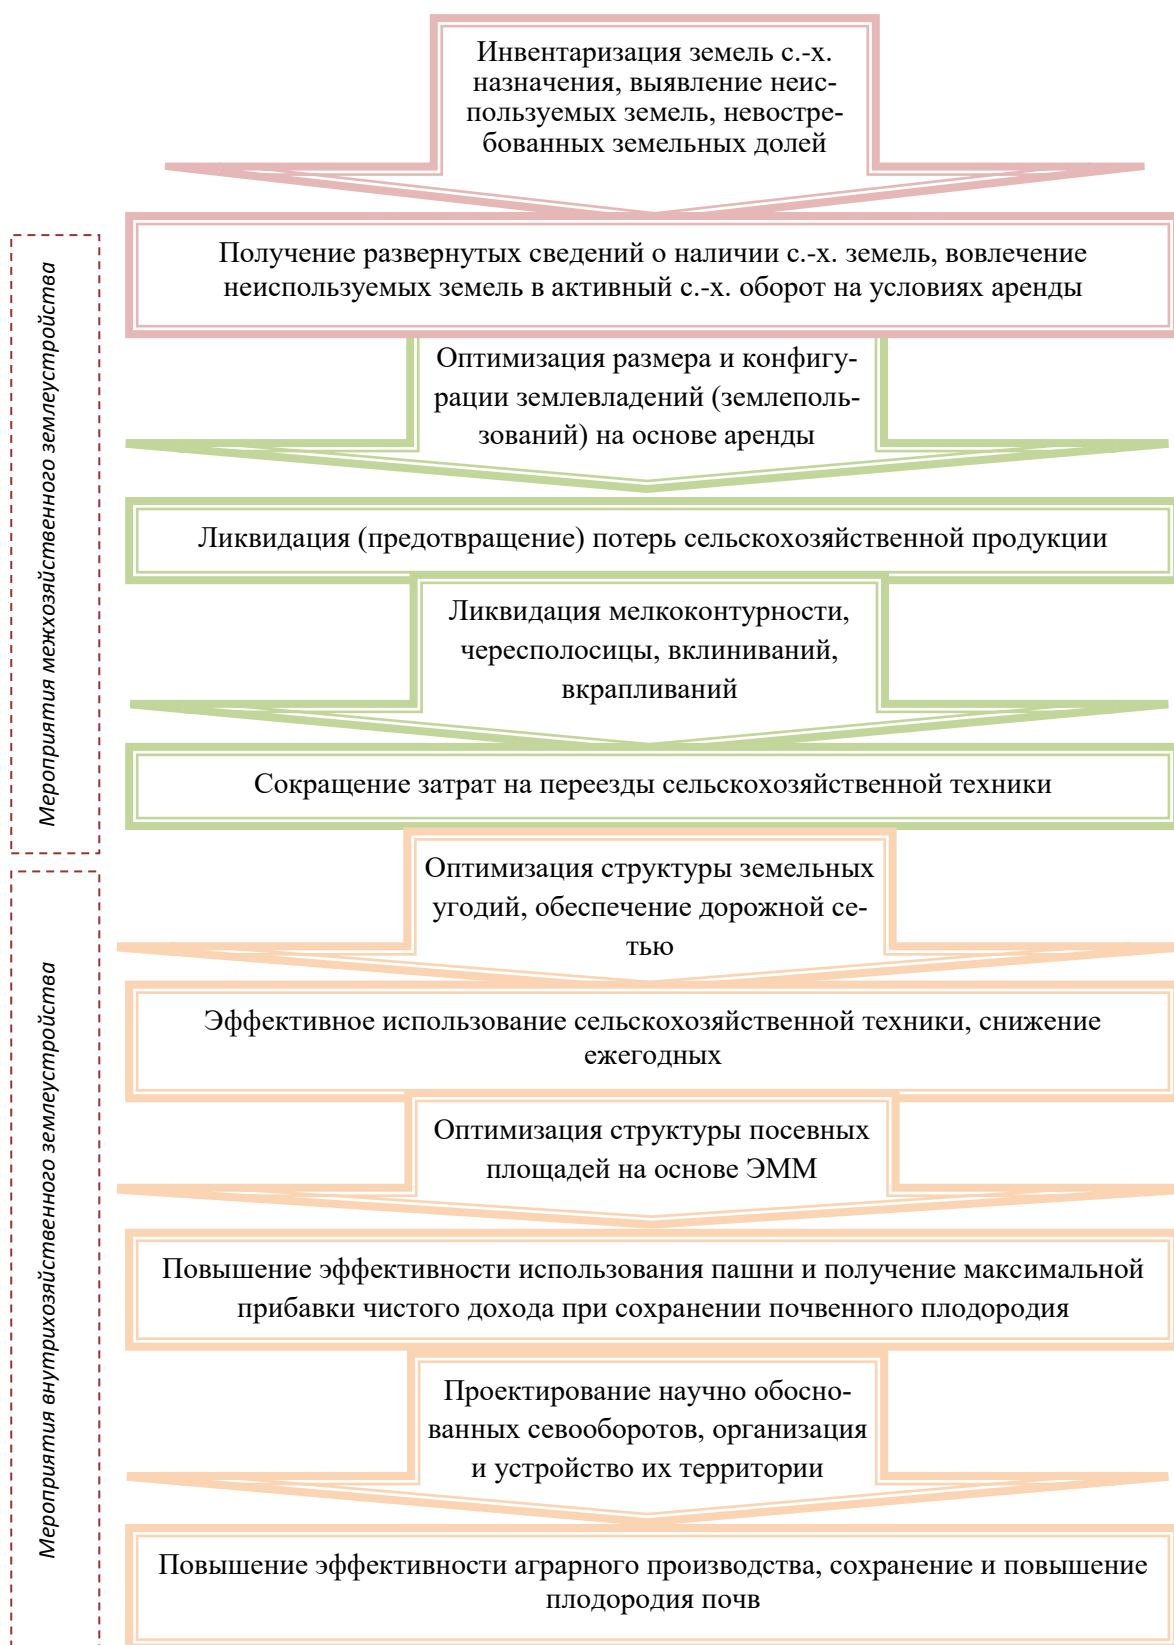 Инвентаризация земель с.-х.
назначения, выявление неис-
пользуемых земель, невостре-
бованных земельных долей
Получение развернутых сведений о наличии с.-х. земель, вовлечение
неиспользуемых земель в активный с.-х. оборот на условиях аренды
Оптимизация размера и конфигу-
рации землевладений (землеполь-
зований) на основе аренды
Ликвидация (предотвращение) потерь сельскохозяйственной продукции
Ликвидация мелкоконтурности,
чересполосицы, вклиниваний,
вкрапливаний
Сокращение затрат на переезды сельскохозяйственной техники
Мероприятия межхозяйственного землеустройства
Оптимизация структуры земельных
угодий, обеспечение дорожной се-
тью
Эффективное использование сельскохозяйственной техники, снижение
ежегодных
Оптимизация структуры посевных
площадей на основе ЭММ
Повышение эффективности использования пашни и получение максимальной
прибавки чистого дохода при сохранении почвенного плодородия
Проектирование научно обосно-
ванных севооборотов, организация
и устройство их территории
Повышение эффективности аграрного производства, сохранение и повышение
плодородия почв
Мероприятия внутрихозяйственного землеустройства